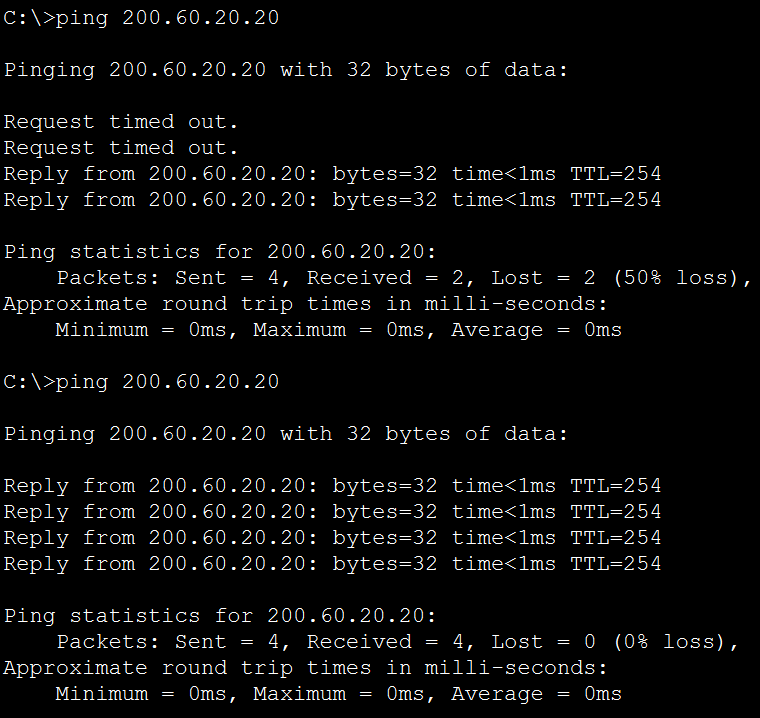 C:\>ping 200.60.20.20
Pinging 200.60.20.20 with 32 bytes of data:
Request timed out.
Request timed out.
Reply from 200.60.20.20: bytes=32 time<1ms TTL=254
Reply from 200.60.20.20: bytes=32 time<1ms TTL=254
Ping statistics for 200.60.20.20:
    Packets: Sent = 4, Received = 2, Lost = 2 (50% loss),
Approximate round trip times in milli-seconds:
    Minimum = 0ms, Maximum = 0ms, Average = 0ms
C:\>ping 200.60.20.20
Pinging 200.60.20.20 with 32 bytes of data:
Reply from 200.60.20.20: bytes=32 time<1ms TTL=254
Reply from 200.60.20.20: bytes=32 time<1ms TTL=254
Reply from 200.60.20.20: bytes=32 time<1ms TTL=254
Reply from 200.60.20.20: bytes=32 time<1ms TTL=254
Ping statistics for 200.60.20.20:
    Packets: Sent = 4, Received = 4, Lost = 0 (0% loss),
Approximate round trip times in milli-seconds:
    Minimum = 0ms, Maximum = 0ms, Average = 0ms